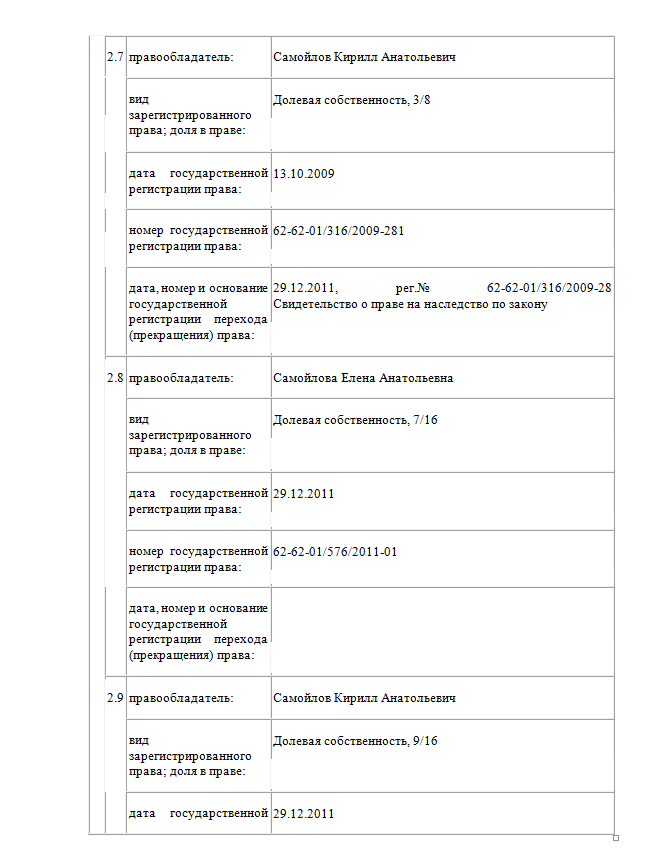 2.7 правообладатель: Самойлов Кирилл Анатольевич
вид
зарегистрированного
права; доля в праве:
Долевая собственность, 3/8
дата государственной
регистрации права:
13.10.2009
номер государственной
регистрации права:
62-62-01/316/2009-281
дата, номер и основание
государственной
регистрации перехода
(прекращения) права:
29.12.2011, рег.№ 62-62-01/316/2009-28
Свидетельство о праве на наследство по закону
2.8 правообладатель: Самойлова Елена Анатольевна
вид
зарегистрированного
права; доля в праве:
Долевая собственность, 7/16
дата государственной
регистрации права:
29.12.2011
номер государственной
регистрации права:
62-62-01/576/2011-01
дата, номер и основание
государственной
регистрации перехода
(прекращения) права:
2.9 правообладатель: Самойлов Кирилл Анатольевич
вид
зарегистрированного
права; доля в праве:
Долевая собственность, 9/16
дата государственной 29.12.2011